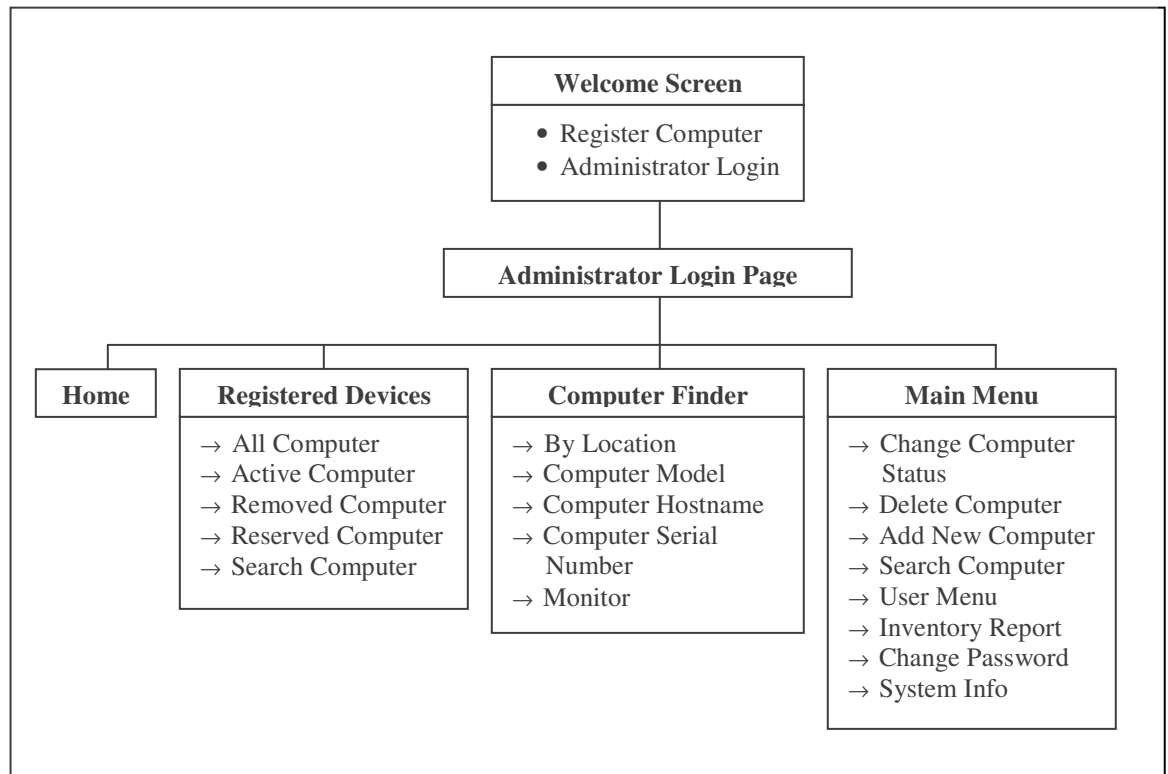 Welcome Screen
• Register Computer
• Administrator Login
Administrator Login Page
Home
Registered Devices
→ All Computer
→ Active Computer
→ Removed Computer
→ Reserved Computer
→ Search Computer
Computer Finder
→ By Location
→ Computer Model
→ Computer Hostname
→ Computer Serial
Number
→ Monitor
Main Menu
→ Change Computer
Status
→ Delete Computer
→ Add New Computer
→ Search Computer
→ User Menu
→ Inventory Report
→ Change Password
→ System Info